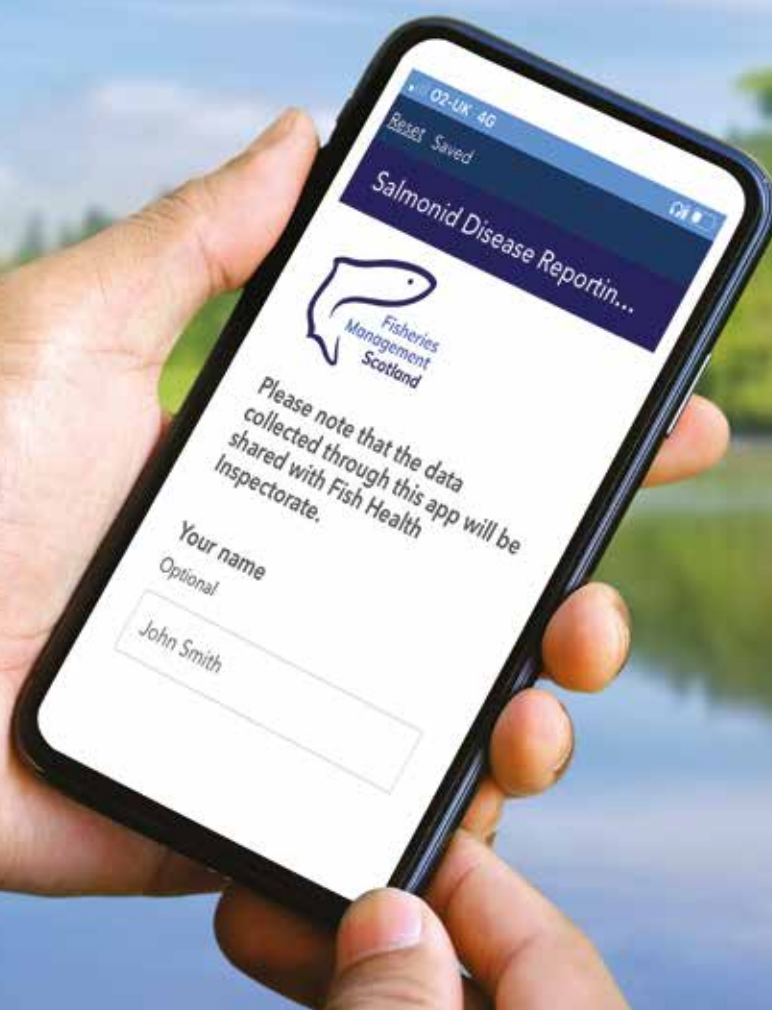 O2-UK 4G
Reset Saved
Salmonid Disease Reportin...
Fisheries
Management
Scotland
Please note that the data
collected through this app will be
shared with Fish Health
Inspectorate.
Your name
Optional
John Smith